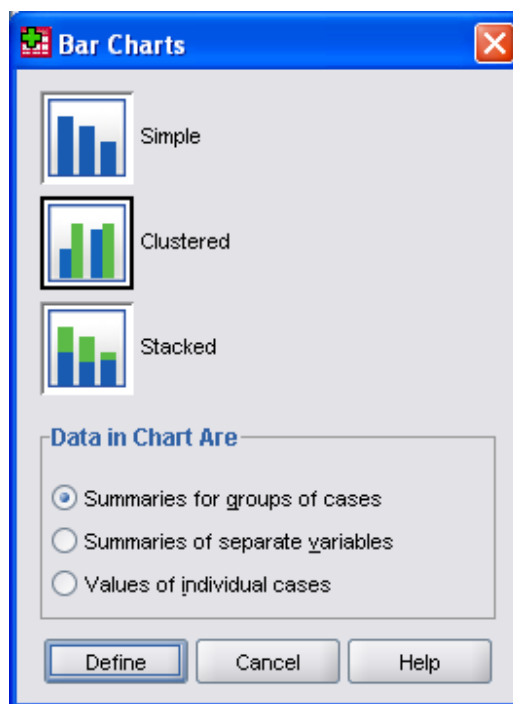 Bar Charts
Simple
Clustered
Stacked
Data in Chart Are
Summaries for groups of cases
Summaries of separate variables
Values of individual cases
Define Cancel Help